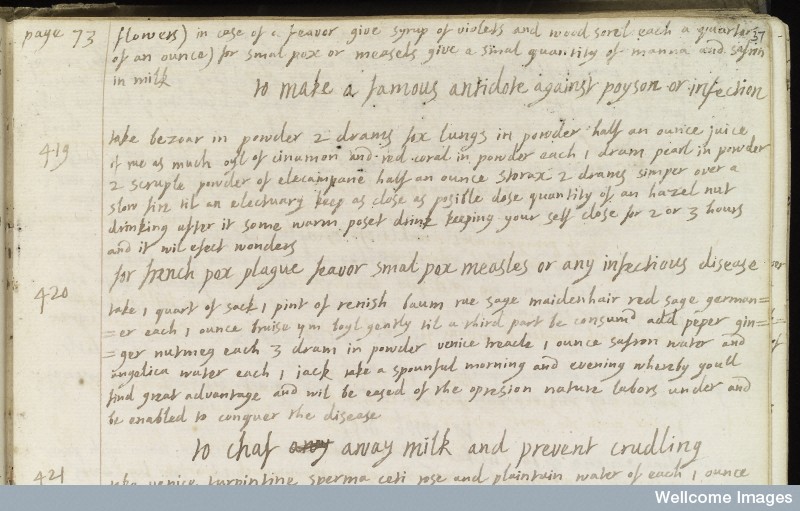 page 73
flowers) in case of a feavor give syrup of violets and wood sorel each a quarter
37
of an ounce) for smal pox or measels give a smal quantity of manna and safron
in milk
to make a famous antidote against poyson or infection
419
take bezoar in powder 2 drams fox lungs in powder half an ounce juice
of rue as much oyl of cinamon and red coral in powder each 1 dram pearl in powder
2 scruple powder of elecampane half an ounce storax 2 drams simper over a
slow fire til an electuary keep as close as posible dose quantity of an hazel nut
drinking after it some warm poset drink keeping your self close for 2 or 3 hours
and it wil efect wonders
for french pox plague feavor smal pox measles or any infectious disease
420
take 1 quart of sack 1 pint of renish baum rue sage maidenhair red sage german=
=er each 1 ounce bruise ym boyl gently til a third part be consumd add peper gin=
=ger nutmeg each 3 dram in powder venice treacle 1 ounce safron water and
angelica water each 1 jack take a spounful morning and evening whereby youll
find great advantage and wil be eased of the opresion nature labors under and
be enabled to conquer the disease
to chas away milk and prevent crudling
421
take venice turpintine sperma ceti rose and plaintain water of each 1 ounce
Wellcome Images